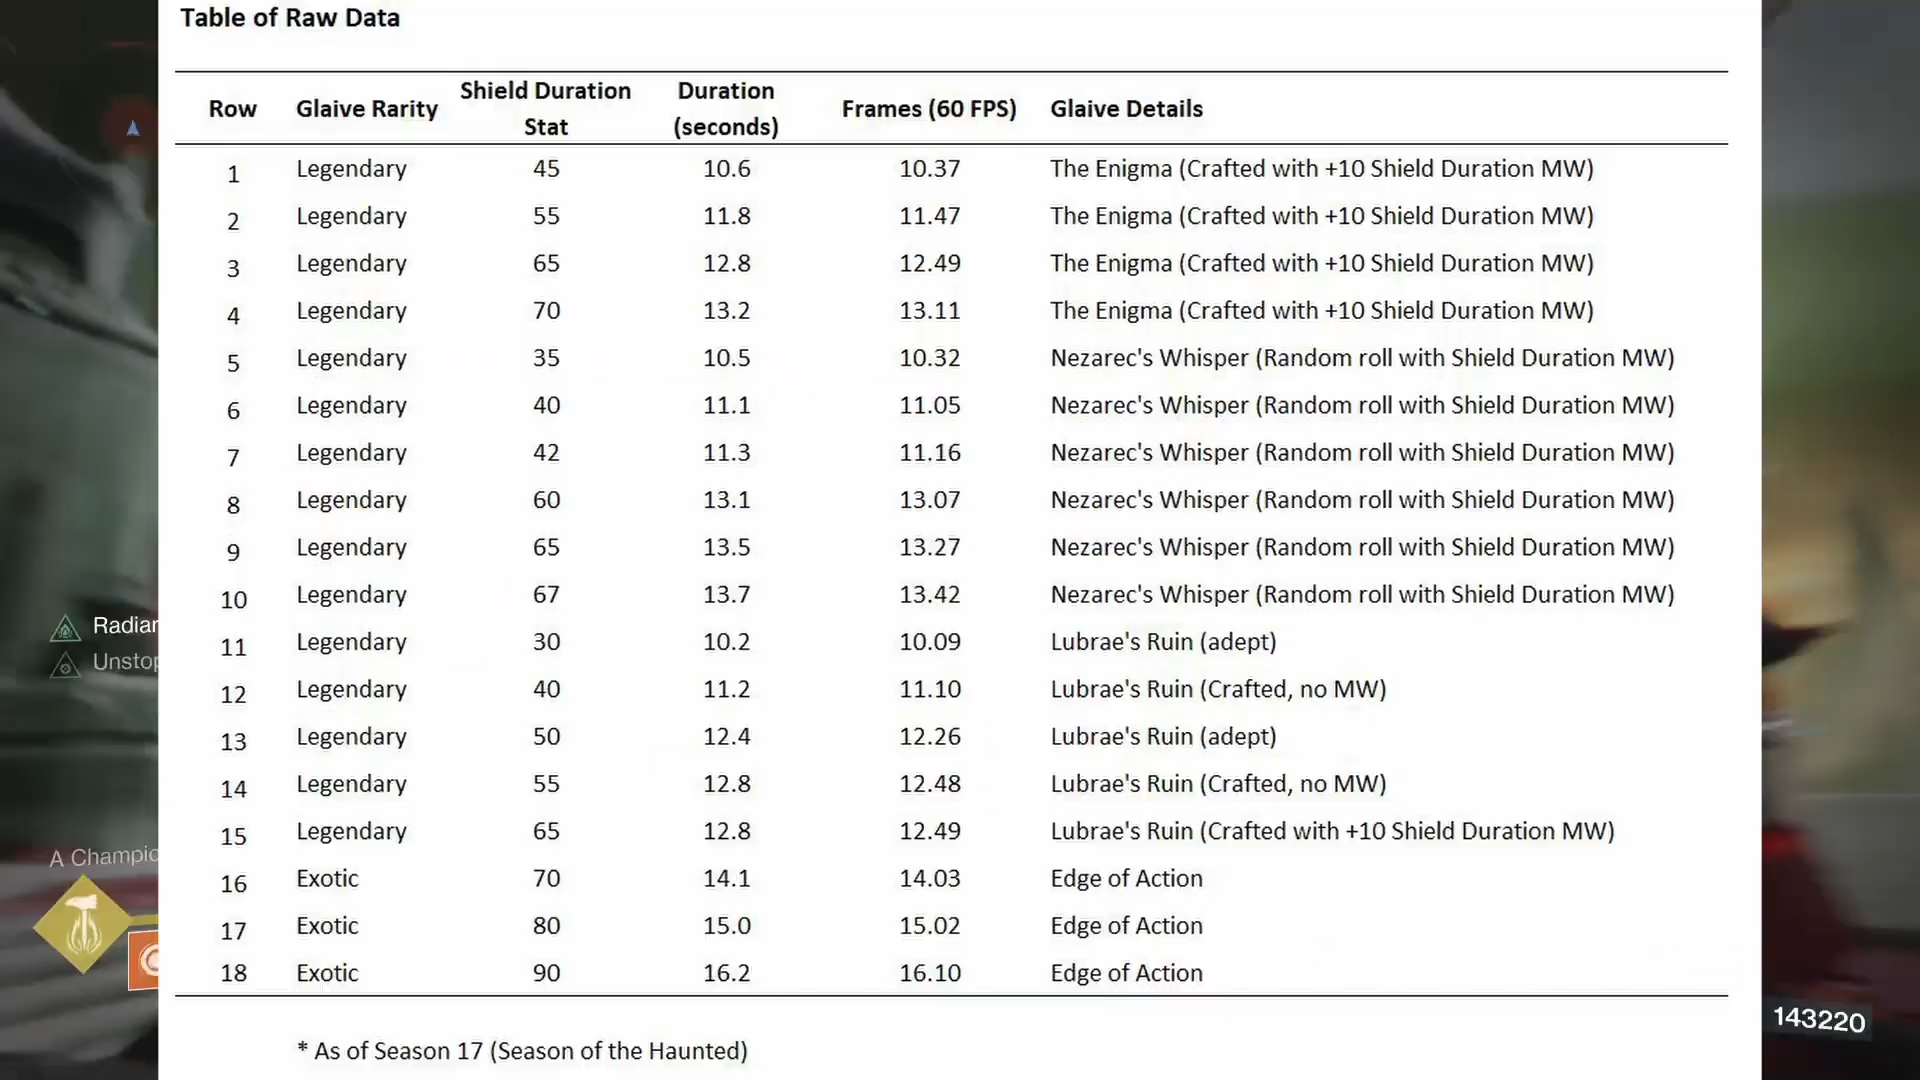 Table of Raw Data
Row Glaive Rarity Shield Duration Stat Duration (seconds) Frames (60 FPS) Glaive Details
1 Legendary 45 10.6 10.37 The Enigma (Crafted with +10 Shield Duration MW)
2 Legendary 55 11.8 11.47 The Enigma (Crafted with +10 Shield Duration MW)
3 Legendary 65 12.8 12.49 The Enigma (Crafted with +10 Shield Duration MW)
4 Legendary 70 13.2 13.11 The Enigma (Crafted with +10 Shield Duration MW)
5 Legendary 35 10.5 10.32 Nezarec's Whisper (Random roll with Shield Duration MW)
6 Legendary 40 11.1 11.05 Nezarec's Whisper (Random roll with Shield Duration MW)
7 Legendary 42 11.3 11.16 Nezarec's Whisper (Random roll with Shield Duration MW)
8 Legendary 60 13.1 13.07 Nezarec's Whisper (Random roll with Shield Duration MW)
9 Legendary 65 13.5 13.27 Nezarec's Whisper (Random roll with Shield Duration MW)
10 Legendary 67 13.7 13.42 Nezarec's Whisper (Random roll with Shield Duration MW)
11 Legendary 30 10.2 10.09 Lubrae's Ruin (adept)
12 Legendary 40 11.2 11.10 Lubrae's Ruin (Crafted, no MW)
13 Legendary 50 12.4 12.26 Lubrae's Ruin (adept)
14 Legendary 55 12.8 12.48 Lubrae's Ruin (Crafted, no MW)
15 Legendary 65 12.8 12.49 Lubrae's Ruin (Crafted with +10 Shield Duration MW)
16 Exotic 70 14.1 14.03 Edge of Action
17 Exotic 80 15.0 15.02 Edge of Action
18 Exotic 90 16.2 16.10 Edge of Action
* As of Season 17 (Season of the Haunted)
Radian
Unstop
A Champio
143220